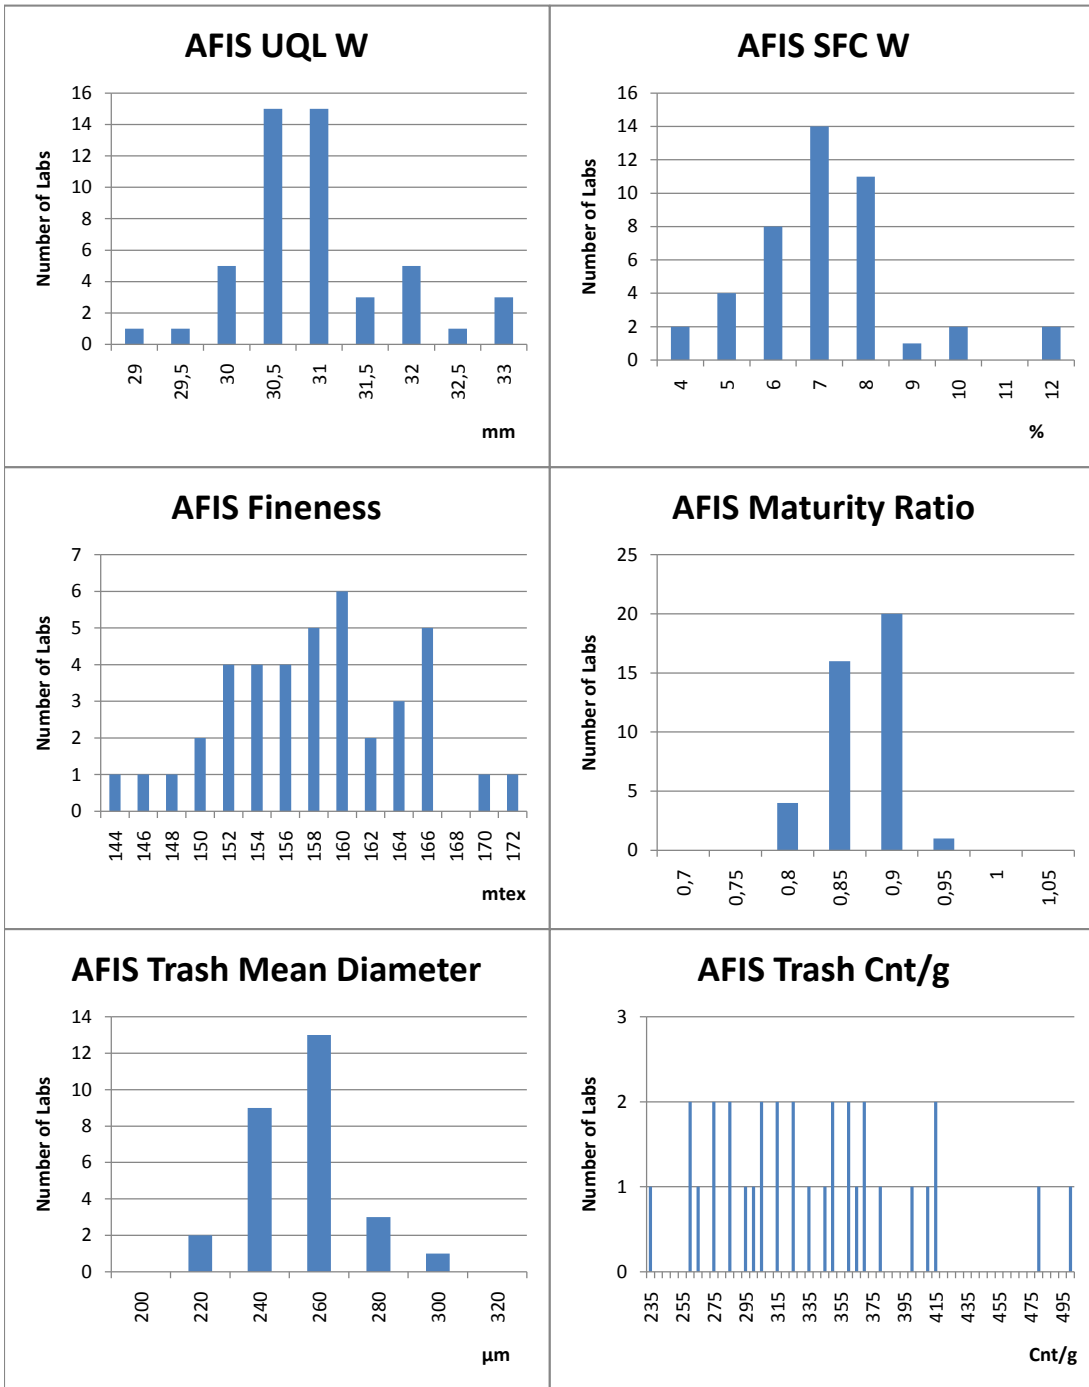 AFIS UQL W
Number of Labs
16
14
12
10
8
6
4
2
0
29 29,5 30 30,5 31 31,5 32 32,5 33
mm
AFIS SFC W
Number of Labs
16
14
12
10
8
6
4
2
0
4 5 6 7 8 9 10 11 12
%
AFIS Fineness
Number of Labs
7
6
5
4
3
2
1
0
144 146 148 150 152 154 156 158 160 162 164 166 168 170 172
mtex
AFIS Maturity Ratio
Number of Labs
25
20
15
10
5
0
0,7 0,75 0,8 0,85 0,9 0,95 1 1,05
AFIS Trash Mean Diameter
Number of Labs
14
12
10
8
6
4
2
0
200 220 240 260 280 300 320
µm
AFIS Trash Cnt/g
Number of Labs
3
2
1
0
235 255 275 295 315 335 355 375 395 415 435 455 475 495
Cnt/g